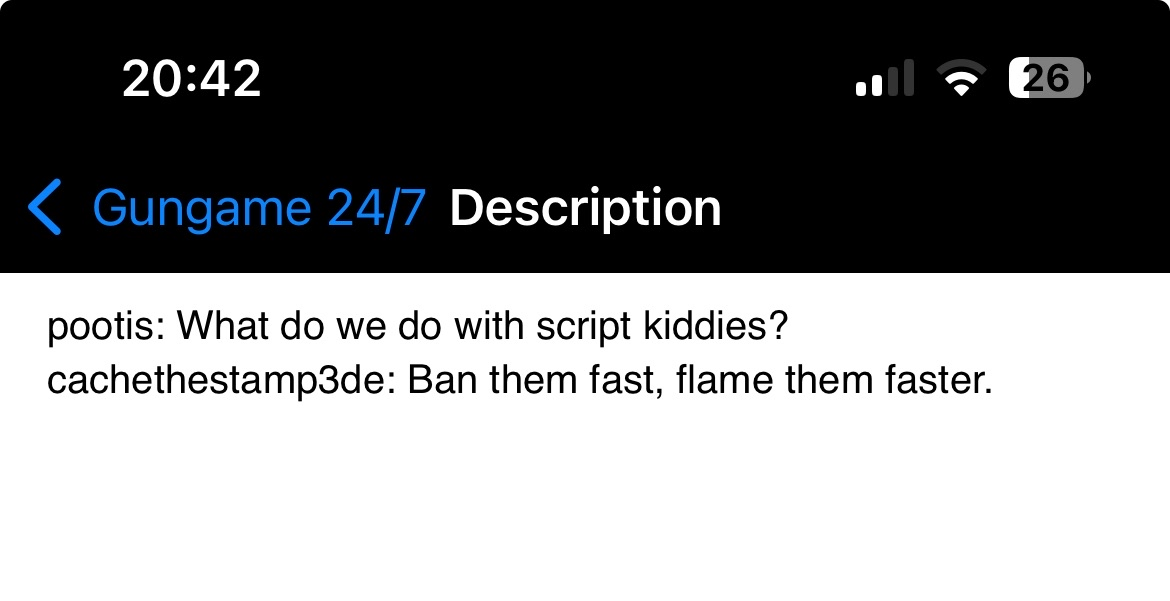 20:42 26
Gungame 24/7 Description
pootis: What do we do with script kiddies?
cachethestamp3de: Ban them fast, flame them faster.